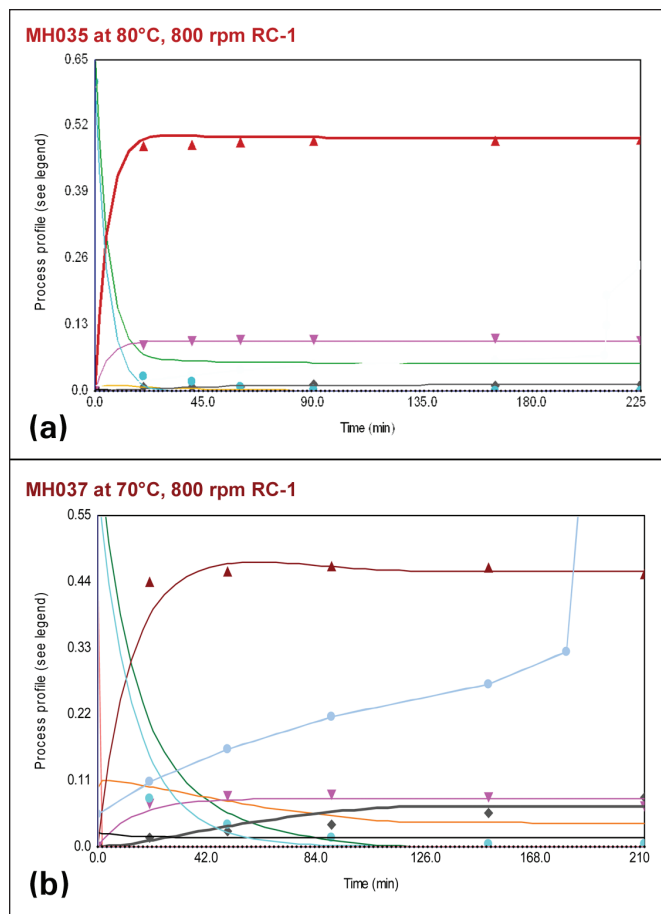 MH035 at 80°C, 800 rpm RC-1
Process profile (see legend)
0.65
0.52
0.39
0.26
0.13
0.0
0.0 45.0 90.0 135.0 180.0 225
Time (min)
(a)
MH037 at 70°C, 800 rpm RC-1
Process profile (see legend)
0.55
0.44
0.33
0.22
0.11
0.0
0.0 42.0 84.0 126.0 168.0 210
Time (min)
(b)